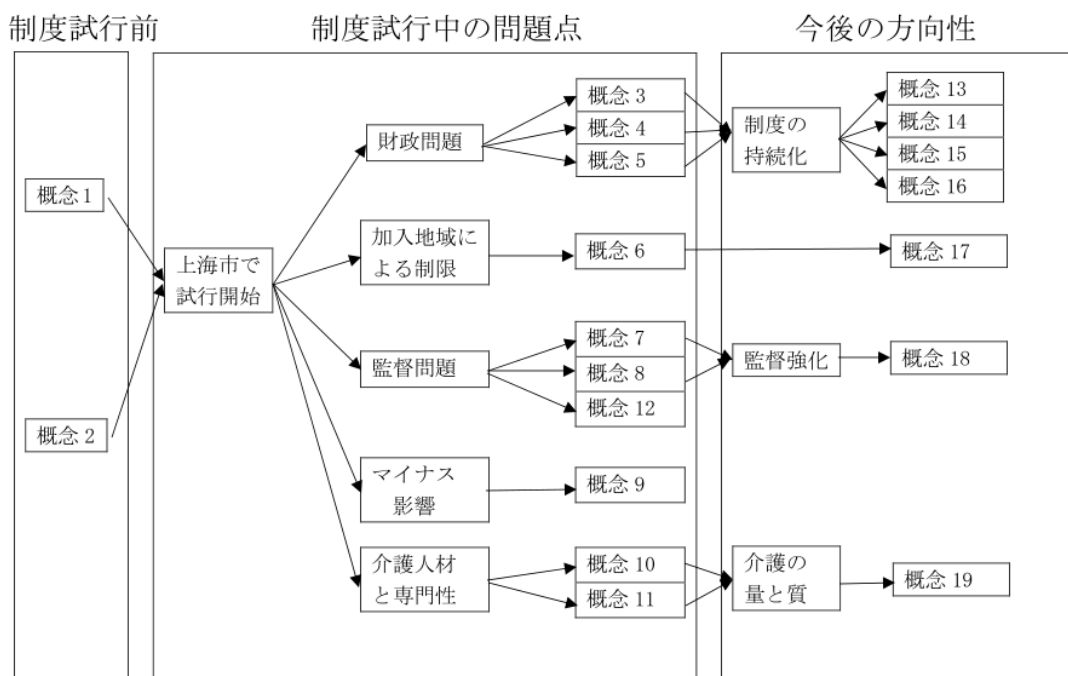 制度試行前
制度試行中の問題点
今後の方向性
概念 1
概念 2
上海市で
試行開始
財政問題
加入地域に
よる制限
監督問題
マイナス
影響
介護人材
と専門性
概念 3
概念 4
概念 5
概念 6
概念 7
概念 8
概念 12
概念 9
概念 10
概念 11
制度の
持続化
監督強化
介護の
量と質
概念 13
概念 14
概念 15
概念 16
概念 17
概念 18
概念 19